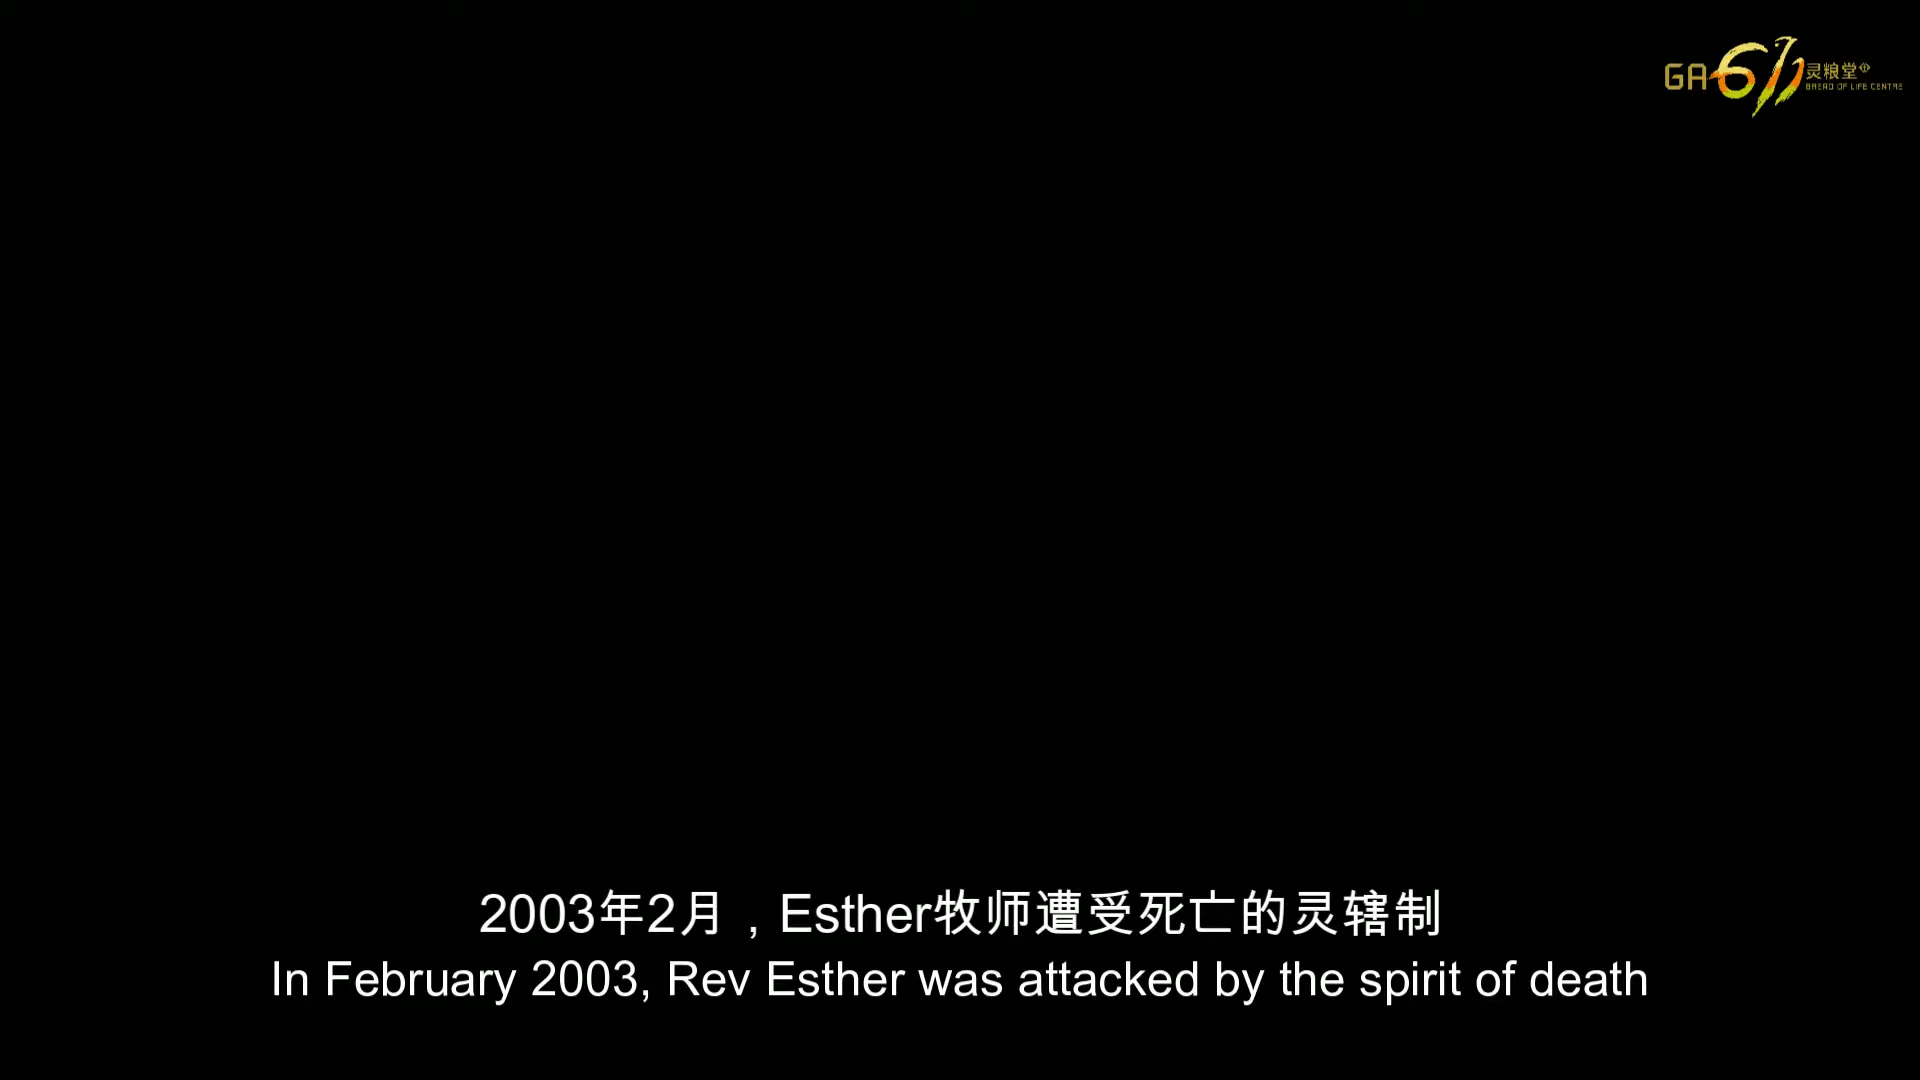 GA 611 灵粮堂
BREAD OF LIFE CENTRE
2003年2月，Esther牧师遭受死亡的灵辖制
In February 2003, Rev Esther was attacked by the spirit of death